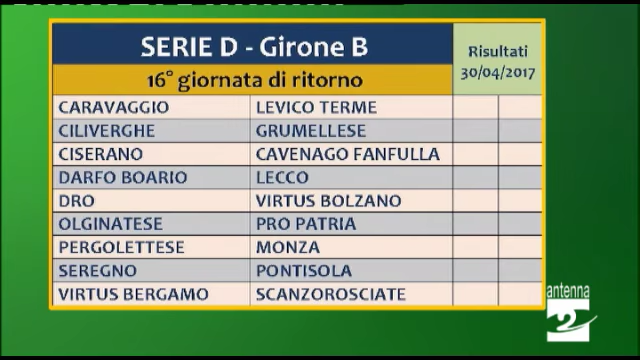 SERIE D - Girone B
Risultati
30/04/2017
16° giornata di ritorno
CARAVAGGIO LEVICO TERME
CILIVERGHE GRUMELLESE
CISERANO CAVENAGO FANFULLA
DARFO BOARIO LECCO
DRO VIRTUS BOLZANO
OLGINATESE PRO PATRIA
PERGOLETTESE MONZA
SEREGNO PONTISOLA
VIRTUS BERGAMO SCANZOROSCIATE
antenna
2